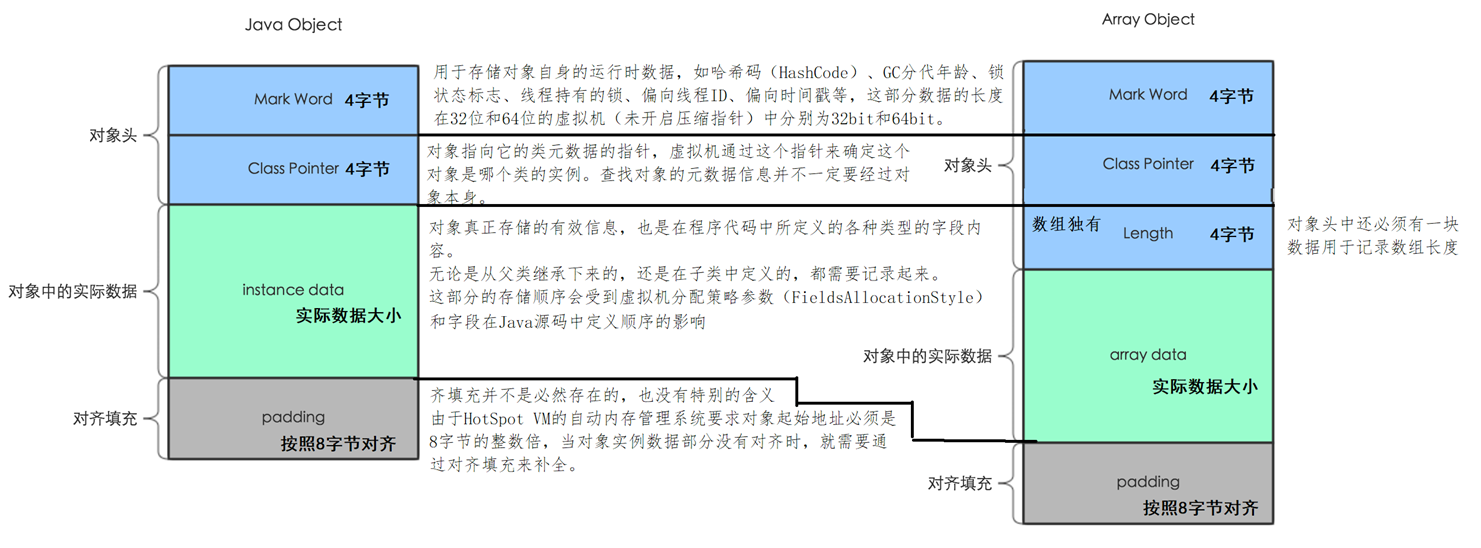 Java Object
Array Object
对象头
Mark Word 4字节
Class Pointer 4字节
对象中的实际数据
instance data
实际数据大小
对齐填充
padding
按照8字节对齐
用于存储对象自身的运行时数据，如哈希码（HashCode）、GC分代年龄、锁
状态标志、线程持有的锁、偏向线程ID、偏向时间戳等，这部分数据的长度
在32位和64位的虚拟机（未开启压缩指针）中分别为32bit和64bit。
对象指向它的类元数据的指针，虚拟机通过这个指针来确定这个
对象是哪个类的实例。查找对象的元数据信息并不一定要经过对
象本身。
对象真正存储的有效信息，也是在程序代码中所定义的各种类型的字段内
容。
无论是从父类继承下来的，还是在子类中定义的，都需要记录起来。
这部分的存储顺序会受到虚拟机分配策略参数（FieldsAllocationStyle）
和字段在Java源码中定义顺序的影响
齐填充并不是必然存在的，也没有特别的含义
由于HotSpot VM的自动内存管理系统要求对象起始地址必须是
8字节的整数倍，当对象实例数据部分没有对齐时，就需要通
过对齐填充来补全。
对象头
Mark Word 4字节
Class Pointer 4字节
数组独有
Length 4字节
对象头中还必须有一块
数据用于记录数组长度
对象中的实际数据
array data
实际数据大小
对齐填充
padding
按照8字节对齐